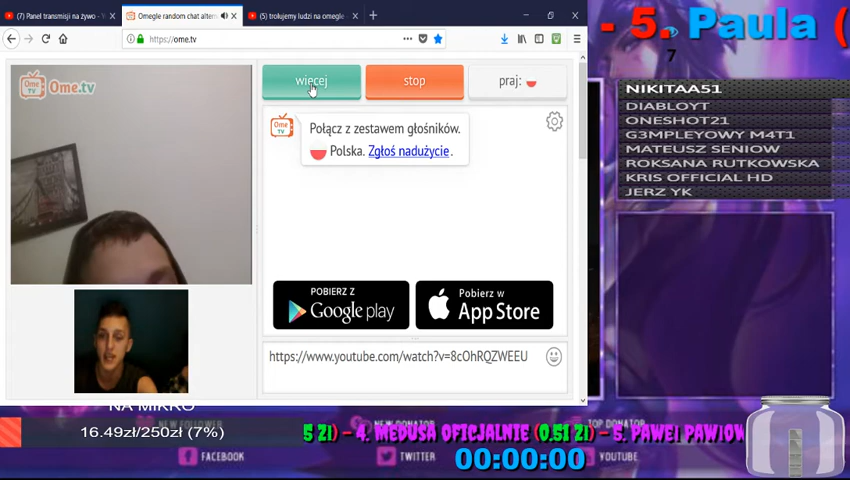 (7) Panel transmisji na żywo -
Omegle random chat altern
(5) trolujemy ludzi na omegle
https://ome.tv
Ome.tv
więcej
stop
praj:
Połącz z zestawem głośników.
Polska. Zgłoś nadużycie.
POBIERZ Z
Google play
Pobierz w
App Store
https://www.youtube.com/watch?v=8cOhRQZWEEU
- 5. Paula (
7
NIKITAA51
DIABLOYT
ONESHOT21
G3MPLEYOWY M4T1
MATEUSZ SENIOW
ROKSANA RUTKOWSKA
KRIS OFFICIAL HD
JERZ YK
NA MIKRO
16.49zł/250zł (7%)
5 Zł) - 4. MEDUSA OFICJALNIE (0.51 Zł) - 5. PAWEł PAWłOW
FACEBOOK
TWITTER
YOUTUBE
00:00:00